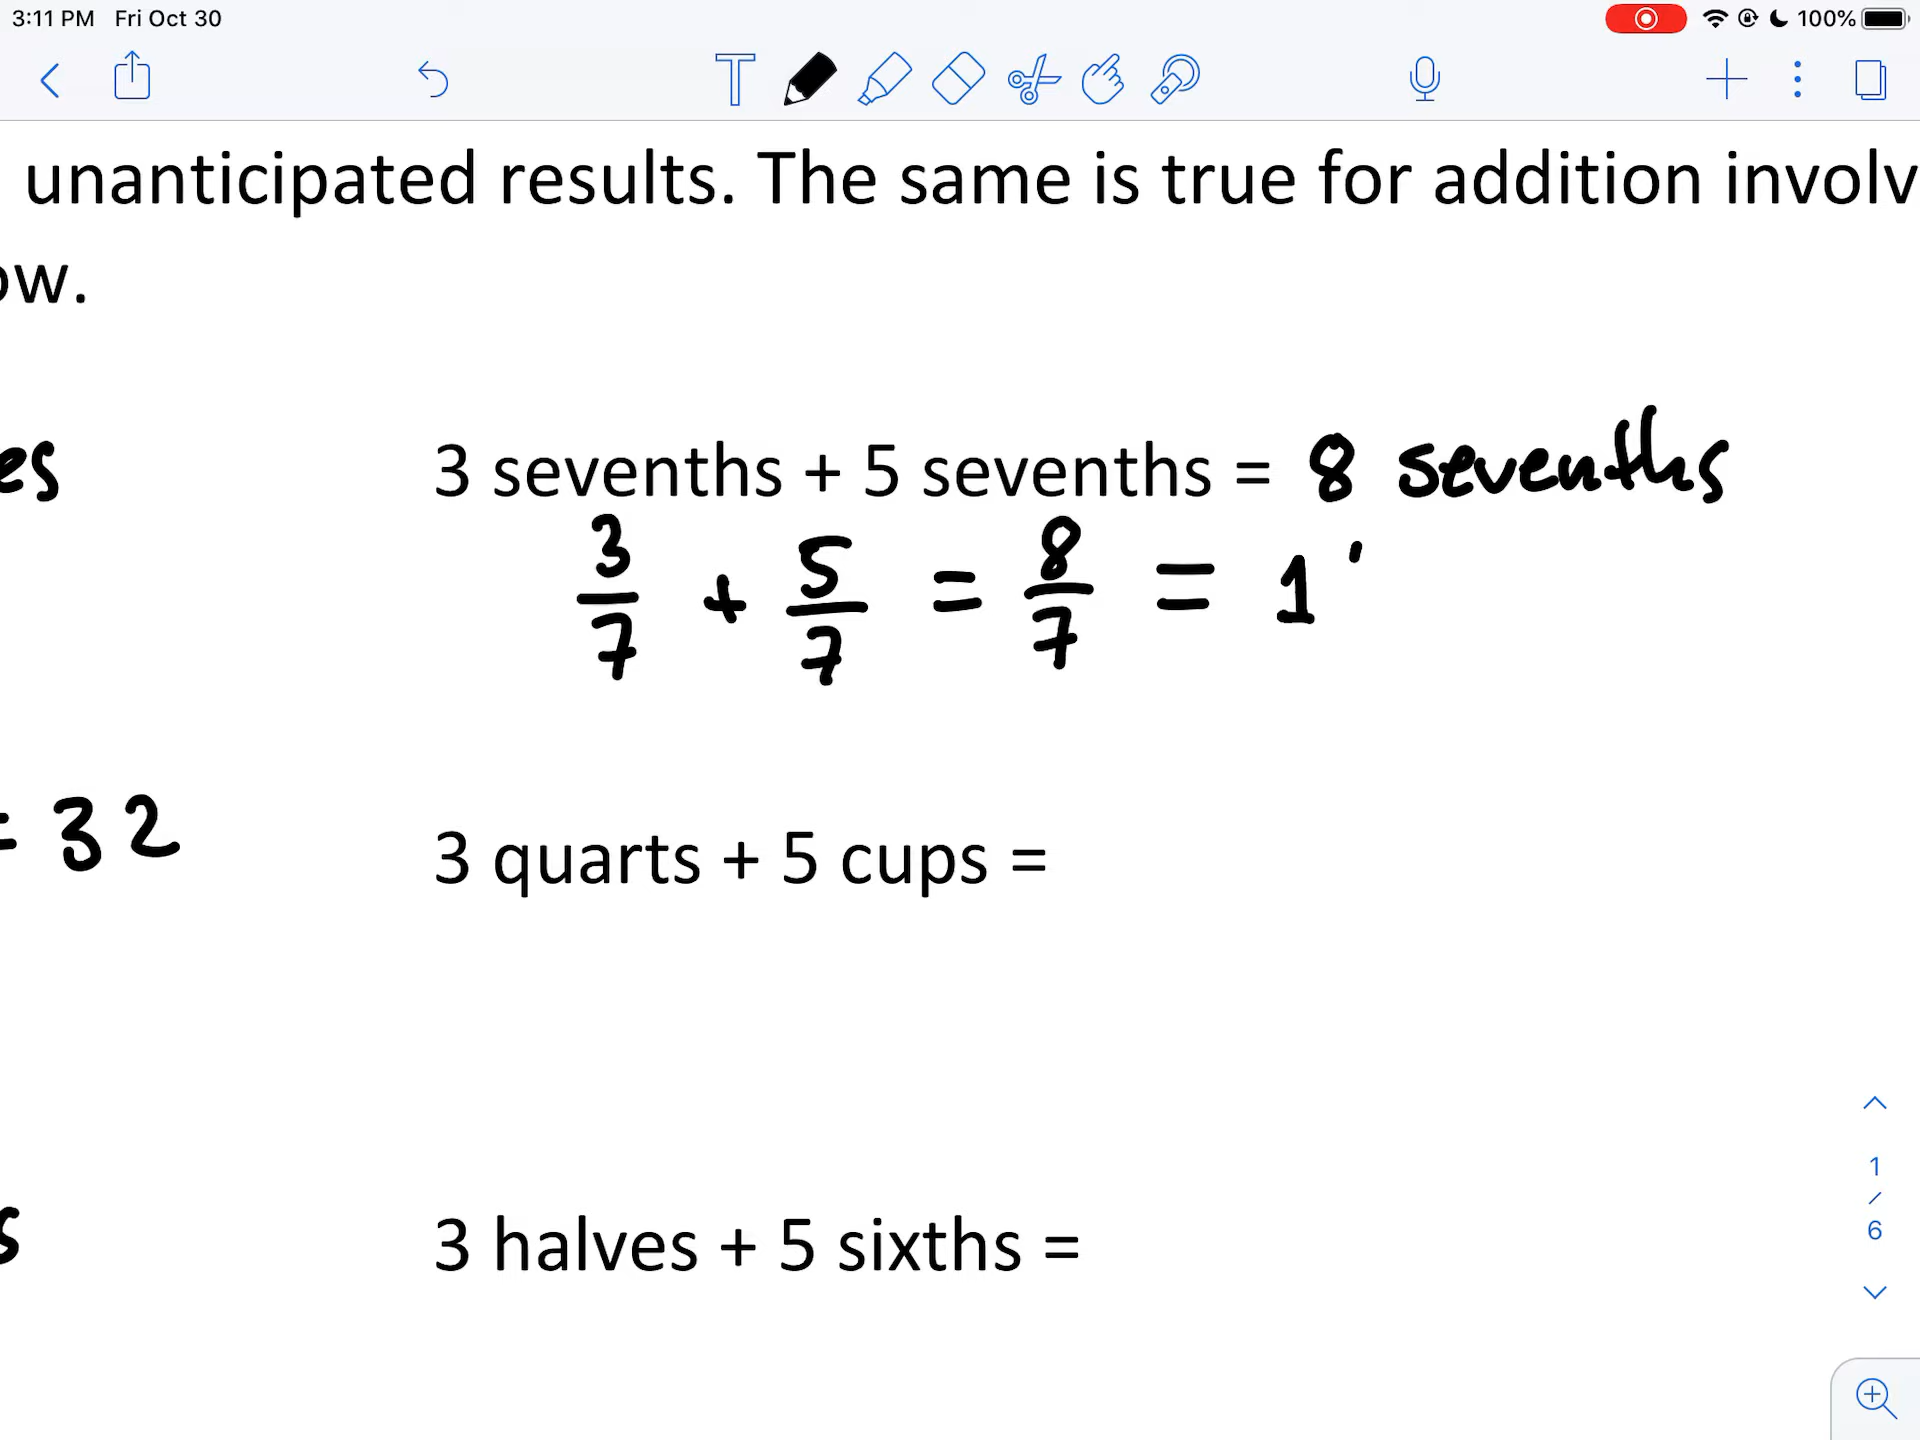 3:11 PM Fri Oct 30 100%
unanticipated results. The same is true for addition involv
ow.
es 3 sevenths + 5 sevenths = 8 sevenths
3/7 + 5/7 = 8/7 = 1
= 32 3 quarts + 5 cups =
s 3 halves + 5 sixths =
1
/
6